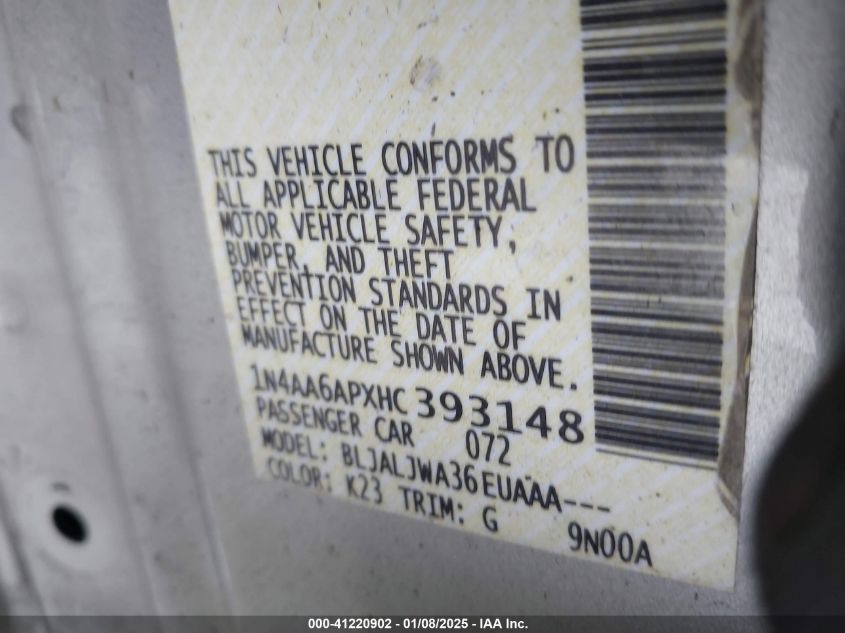 THIS VEHICLE CONFORMS TO
ALL APPLICABLE FEDERAL
MOTOR VEHICLE SAFETY,
BUMPER, AND THEFT
PREVENTION STANDARDS IN
EFFECT ON THE DATE OF
MANUFACTURE SHOWN ABOVE.
1N4AA6APXHC393148
PASSENGER CAR 072
MODEL: BLJALJWA36EUAAA---
COLOR: K23 TRIM: G 9N00A
000-41220902 - 01/08/2025 - IAA Inc.